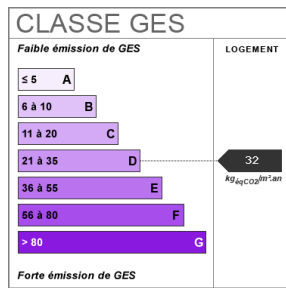 CLASSE GES
Faible émission de GES
LOGEMENT
≤ 5 A
6 à 10 B
11 à 20 C
21 à 35 D
32
kgéqCO2/m².an
36 à 55 E
56 à 80 F
> 80 G
Forte émission de GES